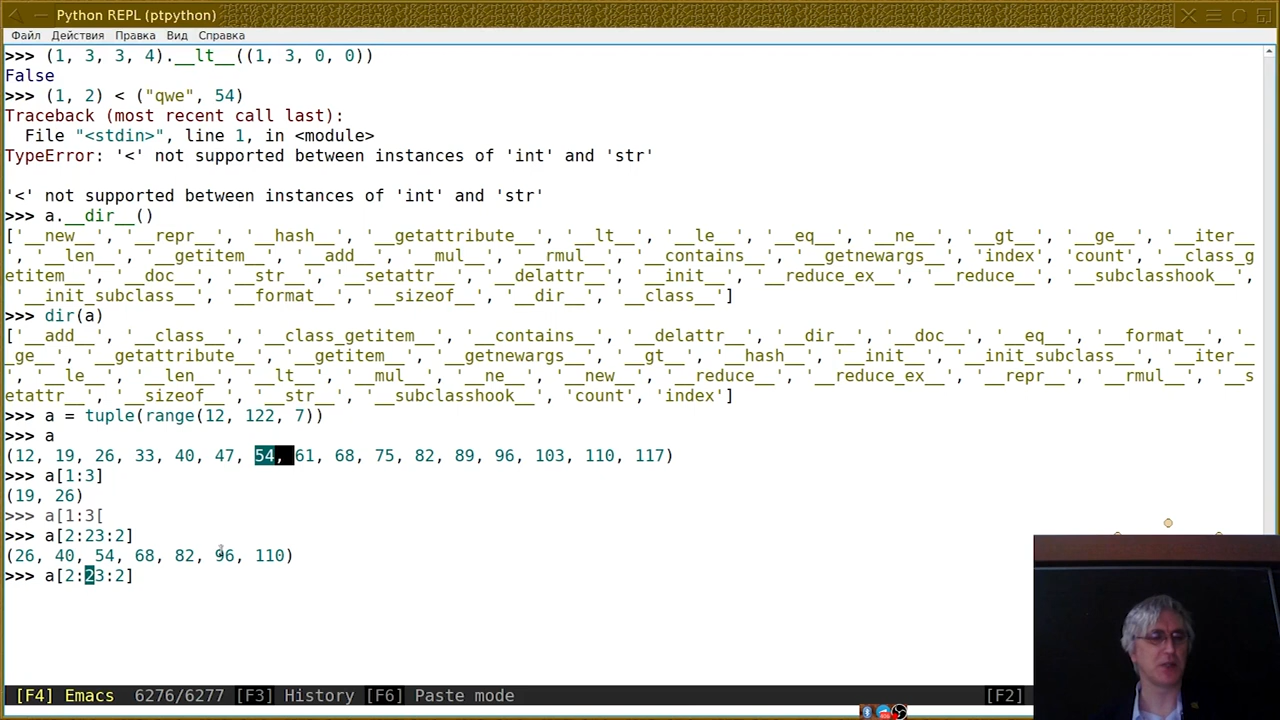 Python REPL (ptpython)
Файл Действия Правка Вид Справка
>>> (1, 3, 3, 4).__lt__((1, 3, 0, 0))
False
>>> (1, 2) < ("qwe", 54)
Traceback (most recent call last):
  File "<stdin>", line 1, in <module>
TypeError: '<' not supported between instances of 'int' and 'str'
'<' not supported between instances of 'int' and 'str'
>>> a.__dir__()
['__new__', '__repr__', '__hash__', '__getattribute__', '__lt__', '__le__', '__eq__', '__ne__', '__gt__', '__ge__', '__iter__
', '__len__', '__getitem__', '__add__', '__mul__', '__rmul__', '__contains__', '__getnewargs__', 'index', 'count', '__class_g
etitem__', '__doc__', '__str__', '__setattr__', '__delattr__', '__init__', '__reduce_ex__', '__reduce__', '__subclasshook__',
 '__init_subclass__', '__format__', '__sizeof__', '__dir__', '__class__']
>>> dir(a)
['__add__', '__class__', '__class_getitem__', '__contains__', '__delattr__', '__dir__', '__doc__', '__eq__', '__format__', '_
_ge__', '__getattribute__', '__getitem__', '__getnewargs__', '__gt__', '__hash__', '__init__', '__init_subclass__', '__iter__'
, '__le__', '__len__', '__lt__', '__mul__', '__ne__', '__new__', '__reduce__', '__reduce_ex__', '__repr__', '__rmul__', '__s
etattr__', '__sizeof__', '__str__', '__subclasshook__', 'count', 'index']
>>> a = tuple(range(12, 122, 7))
>>> a
(12, 19, 26, 33, 40, 47, 54, 61, 68, 75, 82, 89, 96, 103, 110, 117)
>>> a[1:3]
(19, 26)
>>> a[1:3[
>>> a[2:23:2]
(26, 40, 54, 68, 82, 96, 110)
>>> a[2:23:2]
[F4] Emacs 6276/6277 [F3] History [F6] Paste mode [F2]